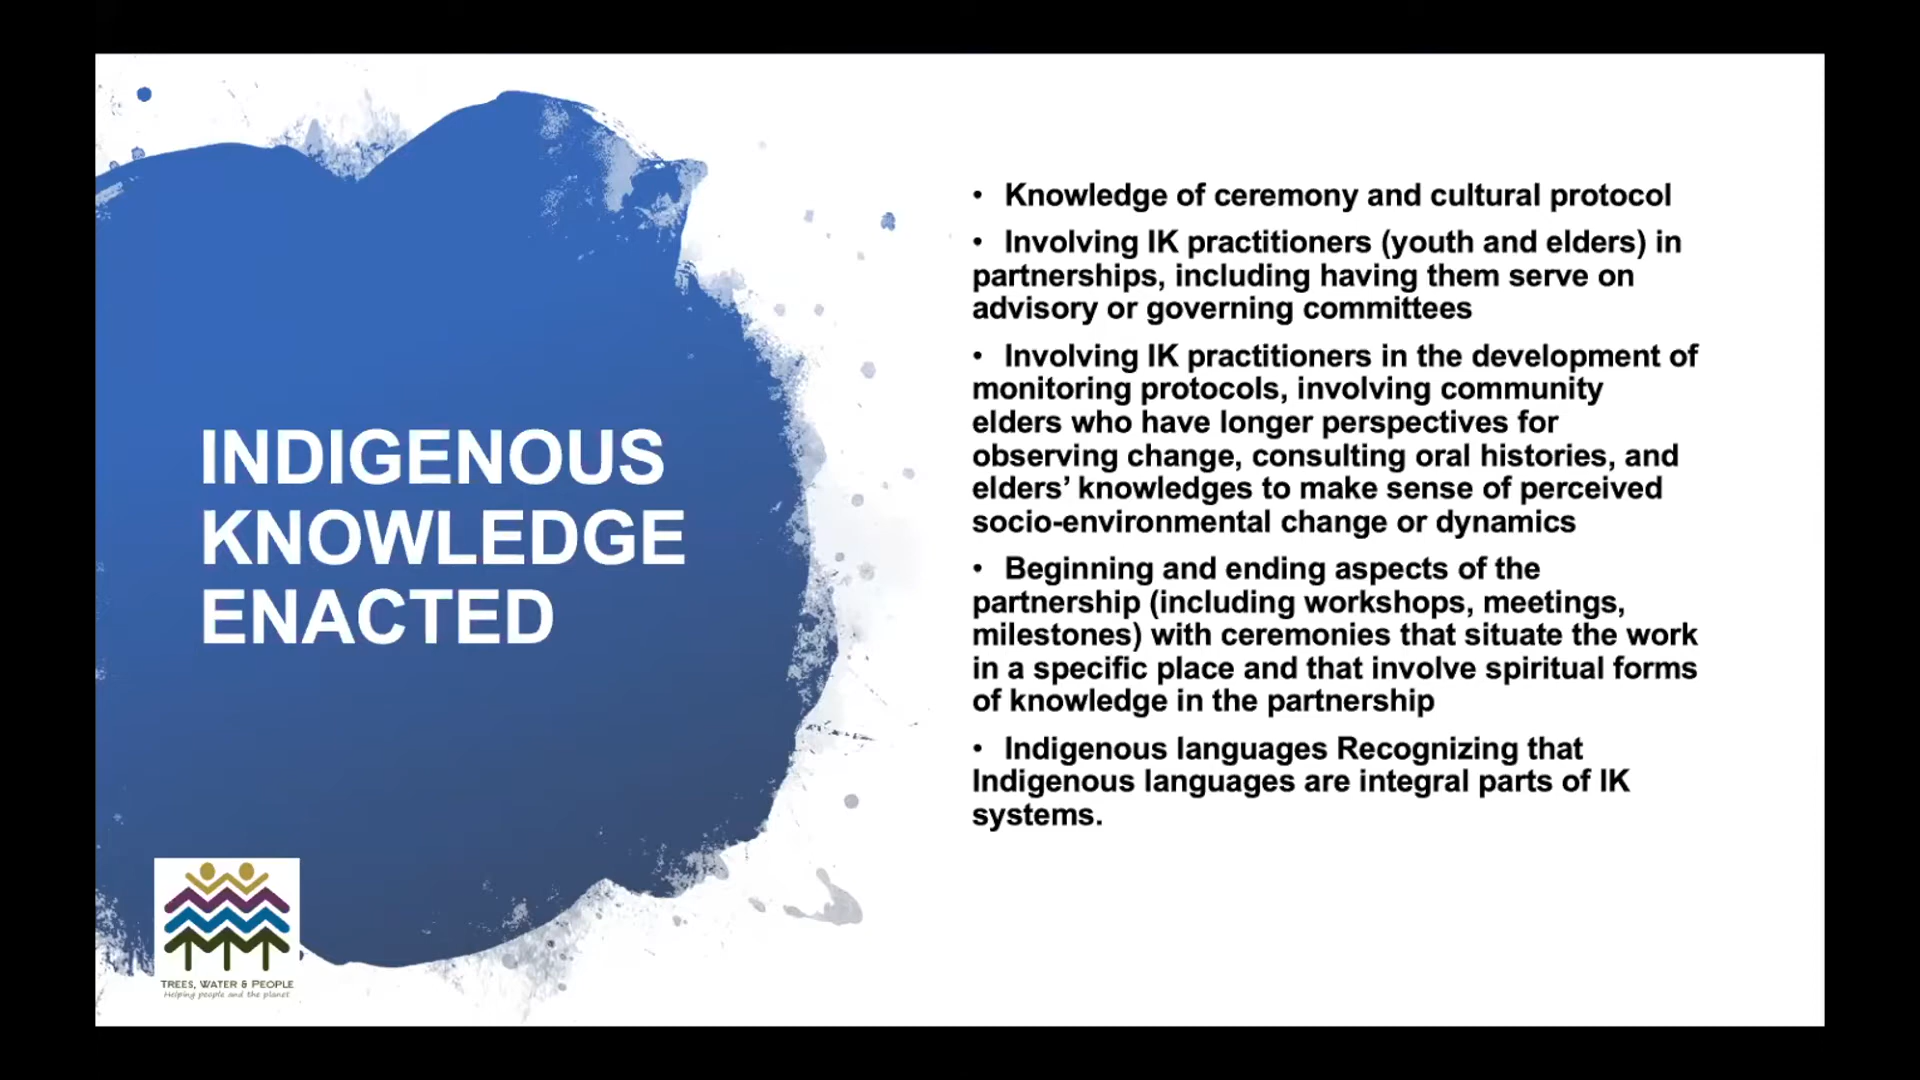 INDIGENOUS
KNOWLEDGE
ENACTED
• Knowledge of ceremony and cultural protocol
• Involving IK practitioners (youth and elders) in
partnerships, including having them serve on
advisory or governing committees
• Involving IK practitioners in the development of
monitoring protocols, involving community
elders who have longer perspectives for
observing change, consulting oral histories, and
elders’ knowledges to make sense of perceived
socio-environmental change or dynamics
• Beginning and ending aspects of the
partnership (including workshops, meetings,
milestones) with ceremonies that situate the work
in a specific place and that involve spiritual forms
of knowledge in the partnership
• Indigenous languages Recognizing that
Indigenous languages are integral parts of IK
systems.
TREES, WATER & PEOPLE
Helping people and the planet